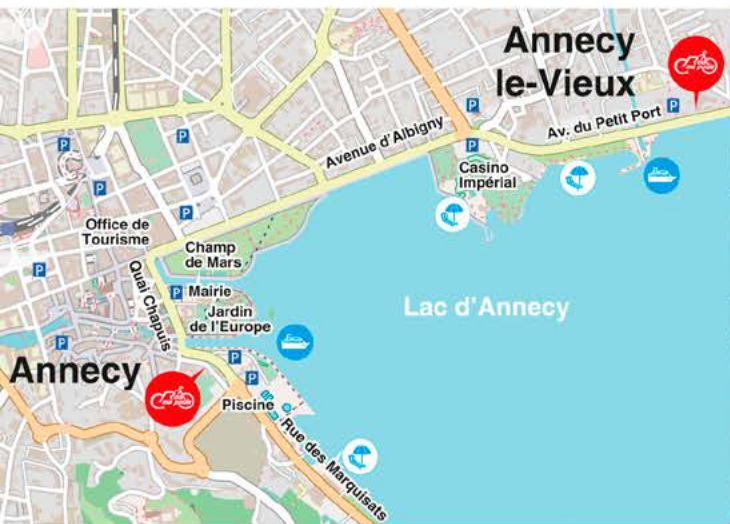 Annecy
le-Vieux
P
Av. du Petit Port
P
Avenue d'Albigny
P
P
P
Casino
Impérial
P
P
Office de
Tourisme
Champ
de Mars
P
Quai Chapuis
P
Mairie
Jardin
de l'Europe
Lac d'Annecy
P
P
Annecy
P
Piscine
Rue des Marquisats